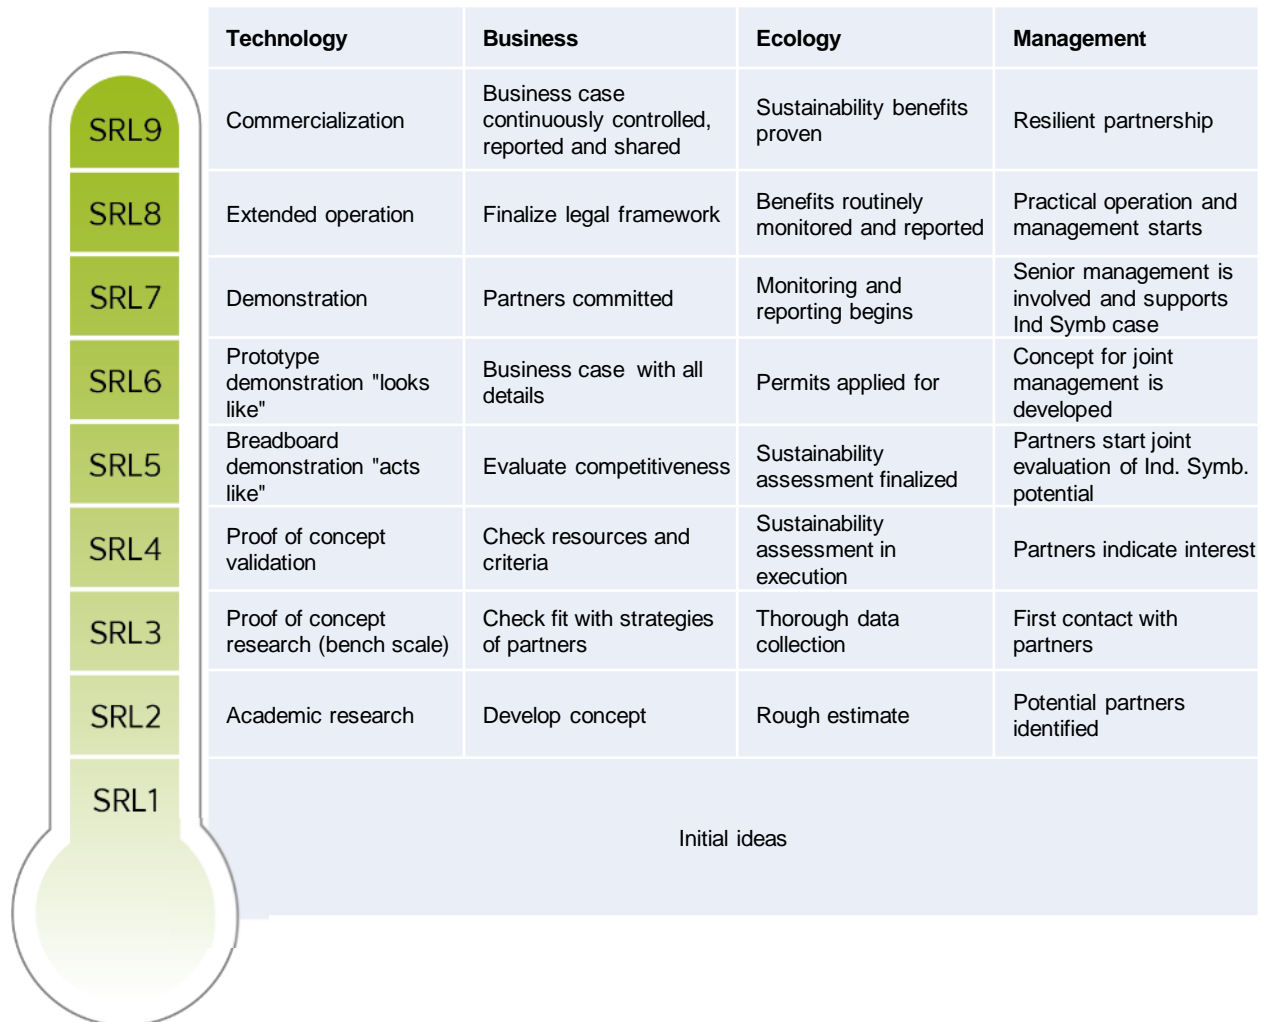 Technology Business Ecology Management
SRL9
Commercialization
Business case
continuously controlled,
reported and shared
Sustainability benefits
proven
Resilient partnership
SRL8
Extended operation
Finalize legal framework
Benefits routinely
monitored and reported
Practical operation and
management starts
SRL7
Demonstration
Partners committed
Monitoring and
reporting begins
Senior management is
involved and supports
Ind Symb case
SRL6
Prototype
demonstration "looks
like"
Business case with all
details
Permits applied for
Concept for joint
management is
developed
SRL5
Breadboard
demonstration "acts
like"
Evaluate competitiveness
Sustainability
assessment finalized
Partners start joint
evaluation of Ind. Symb.
potential
SRL4
Proof of concept
validation
Check resources and
criteria
Sustainability
assessment in
execution
Partners indicate interest
SRL3
Proof of concept
research (bench scale)
Check fit with strategies
of partners
Thorough data
collection
First contact with
partners
SRL2
Academic research
Develop concept
Rough estimate
Potential partners
identified
SRL1
Initial ideas